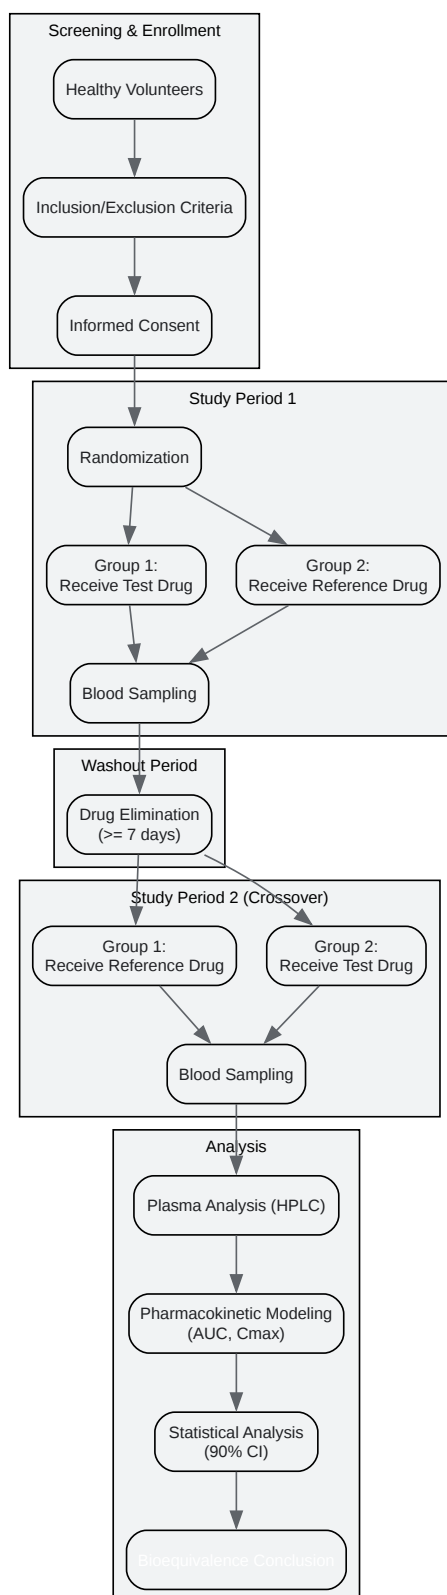 Screening & Enrollment
Healthy Volunteers
Inclusion/Exclusion Criteria
Informed Consent
Study Period 1
Randomization
Group 1:
Receive Test Drug
Group 2:
Receive Reference Drug
Blood Sampling
Washout Period
Drug Elimination
(>= 7 days)
Study Period 2 (Crossover)
Group 1:
Receive Reference Drug
Group 2:
Receive Test Drug
Blood Sampling
Analysis
Plasma Analysis (HPLC)
Pharmacokinetic Modeling
(AUC, Cmax)
Statistical Analysis
(90% CI)
Bioequivalence Conclusion